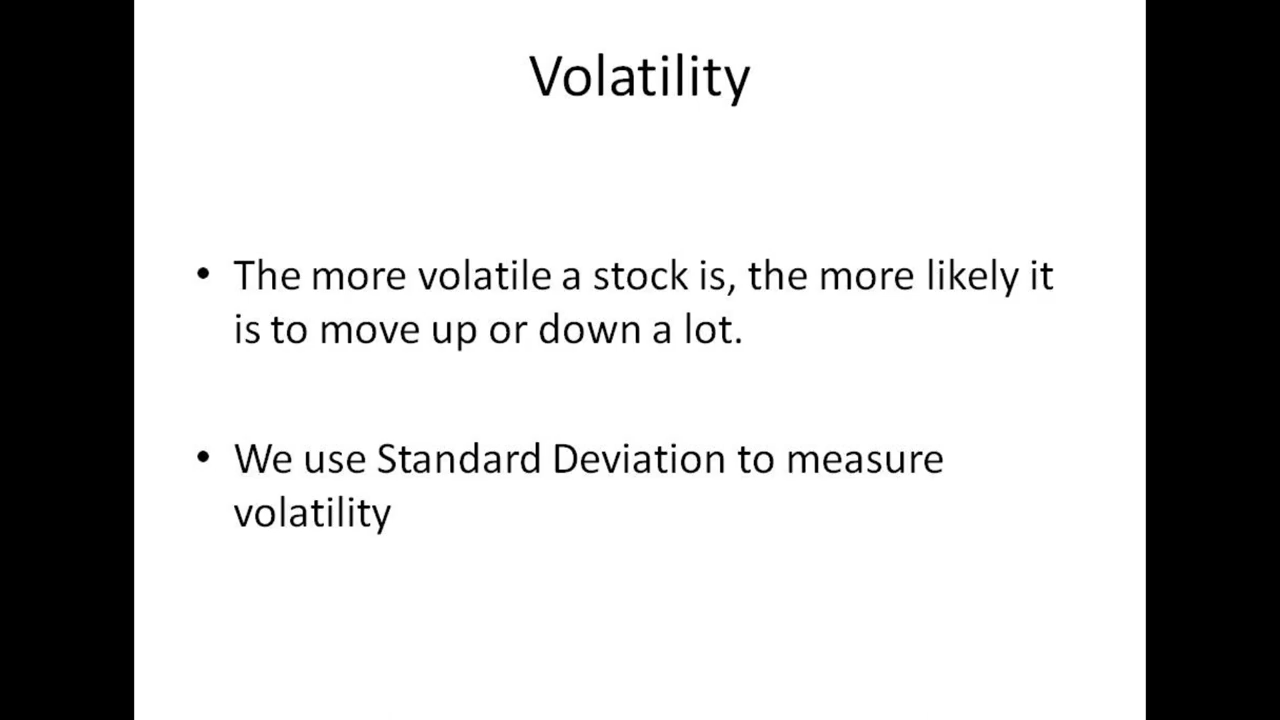 Volatility
• The more volatile a stock is, the more likely it
is to move up or down a lot.
• We use Standard Deviation to measure
volatility